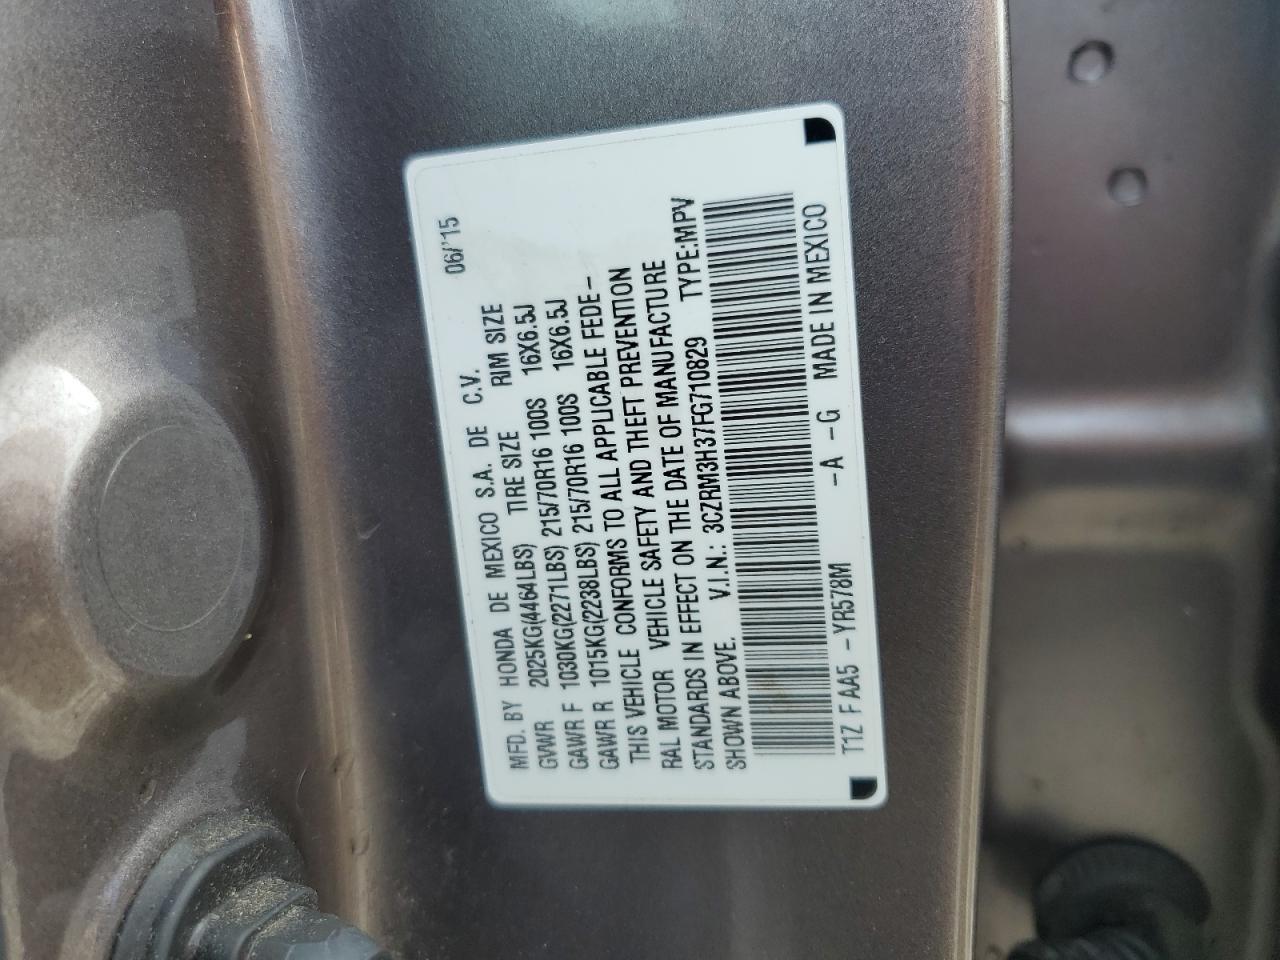 MFD. BY HONDA DE MEXICO S.A. DE C.V. 06/'15
GVWR 2025KG(4464LBS) TIRE SIZE RIM SIZE
GAWR F 1030KG(2271LBS) 215/70R16 100S 16X6.5J
GAWR R 1015KG(2238LBS) 215/70R16 100S 16X6.5J
THIS VEHICLE CONFORMS TO ALL APPLICABLE FEDE-
RAL MOTOR VEHICLE SAFETY AND THEFT PREVENTION
STANDARDS IN EFFECT ON THE DATE OF MANUFACTURE
SHOWN ABOVE. V.I.N.: 3CZRM3H37FG710829 TYPE:MPV
T1Z F AA5 -YR578M -A -G MADE IN MEXICO